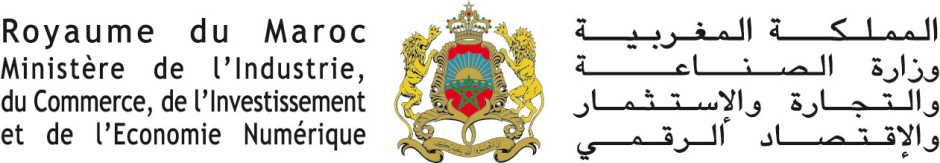 Royaume du Maroc
Ministère de l'Industrie,
du Commerce, de l'Investissement
et de l'Economie Numérique
المملكة المغربية
وزارة الصناعة
والتجارة والإستثمار
والإقتصاد الرقمي